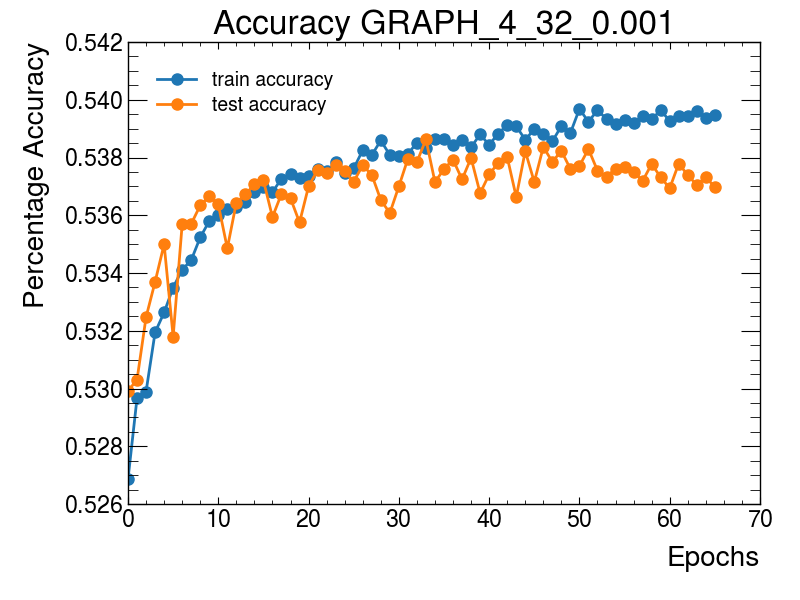 Accuracy GRAPH_4_32_0.001
Percentage Accuracy
0.542
0.540
0.538
0.536
0.534
0.532
0.530
0.528
0.526
train accuracy
test accuracy
0 10 20 30 40 50 60 70
Epochs